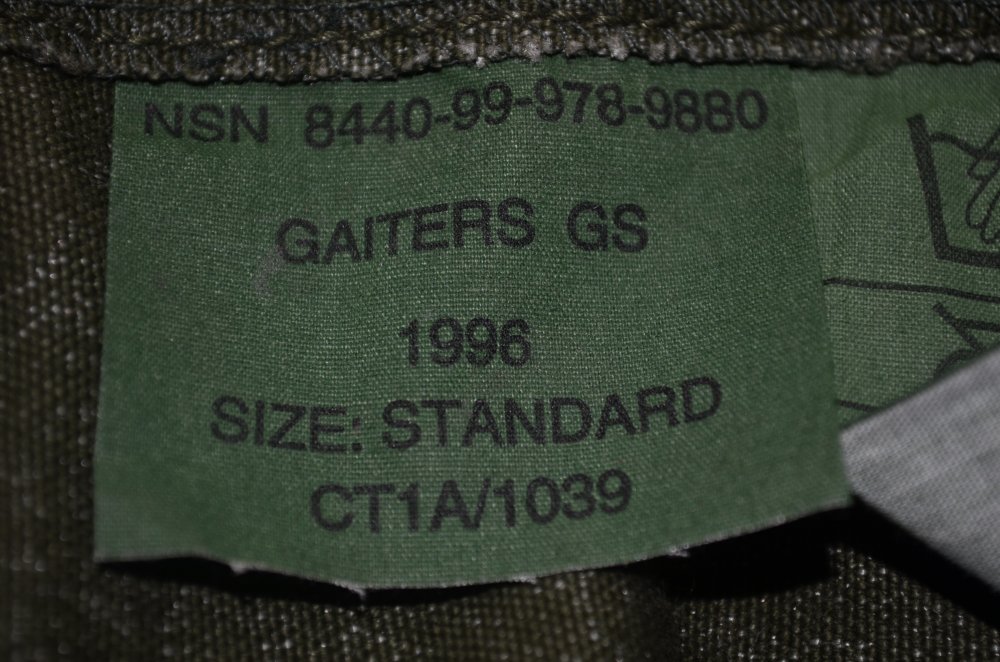 NSN 8440-99-978-9880
GAITERS GS
1996
SIZE: STANDARD
CT1A/1039